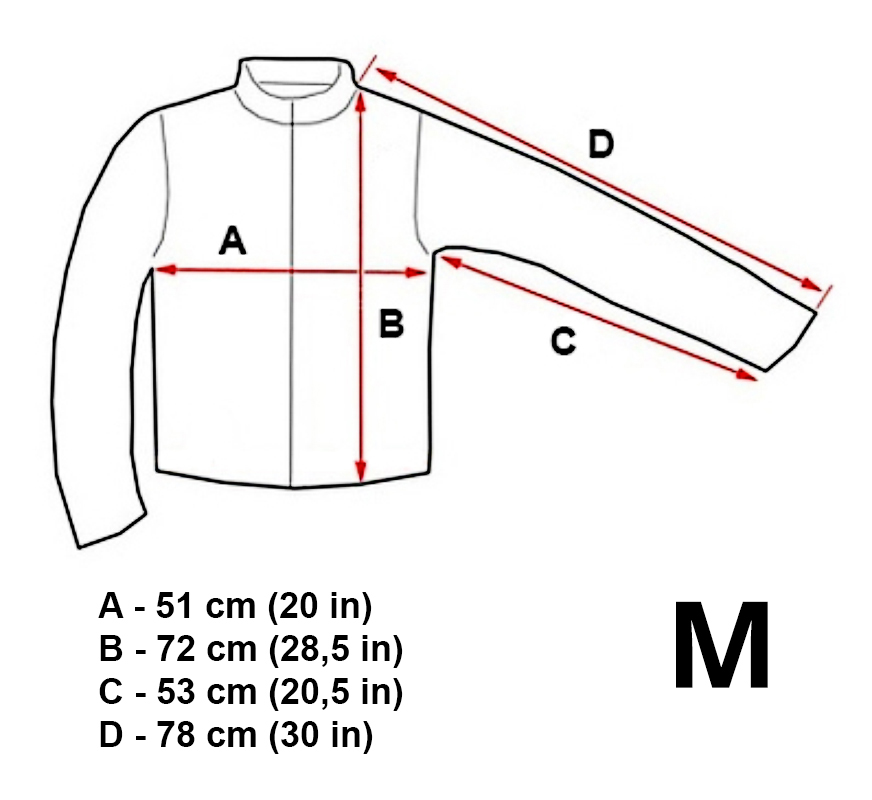 D
A
B
C
A - 51 cm (20 in)
B - 72 cm (28,5 in)
C - 53 cm (20,5 in)
D - 78 cm (30 in)
M